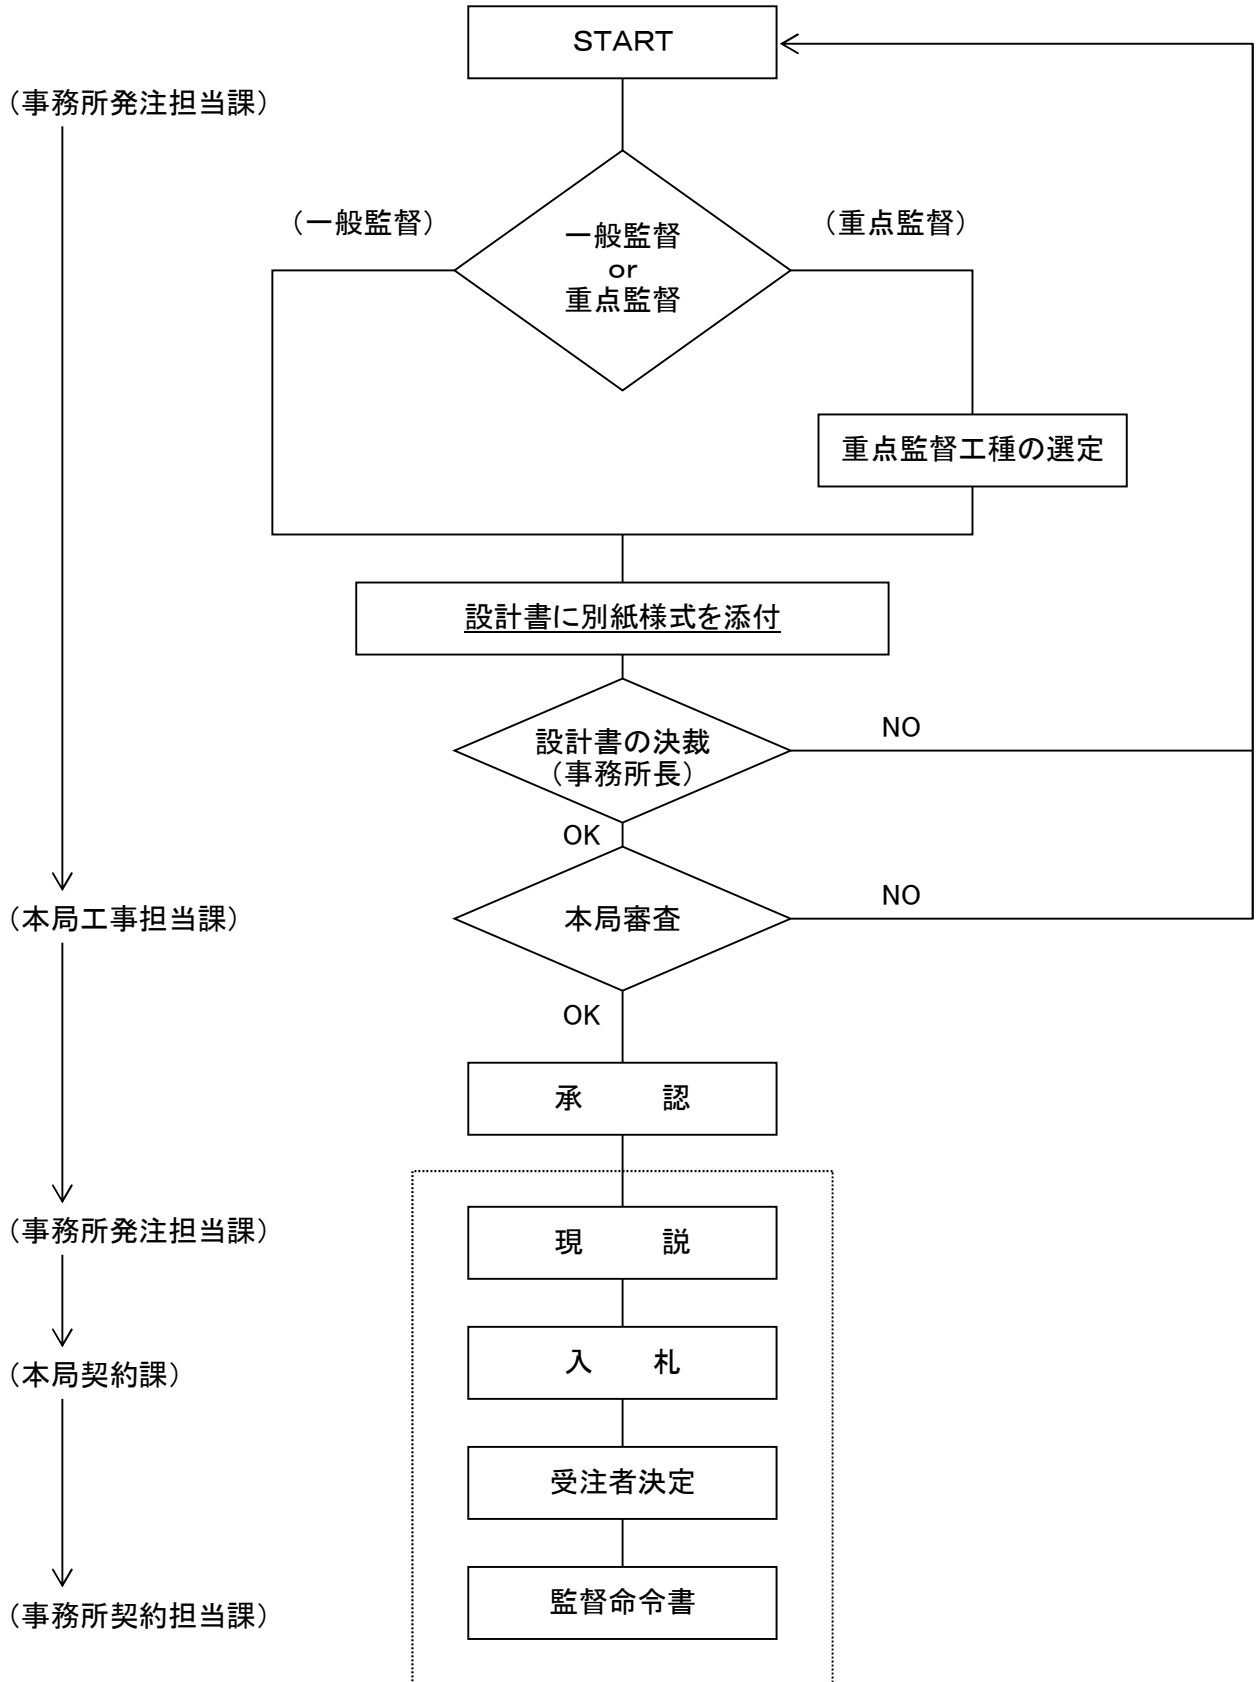 START
（事務所発注担当課）
（一般監督）
（重点監督）
一般監督
or
重点監督
重点監督工種の選定
設計書に別紙様式を添付
設計書の決裁
（事務所長）
NO
OK
（本局工事担当課）
本局審査
NO
OK
承　　認
（事務所発注担当課）
現　　説
入　　札
（本局契約課）
受注者決定
監督命令書
（事務所契約担当課）